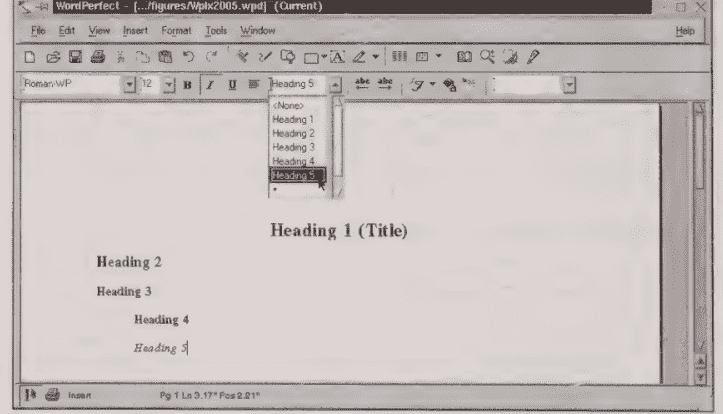 WordPerfect - [.../figures/Wplx2005.wpd] (Current)
File Edit View Insert Format Tools Window Help
Roman-WP 12 B I U Heading 5 abc abc
<None>
Heading 1
Heading 2
Heading 3
Heading 4
Heading 5
Heading 1 (Title)
Heading 2
Heading 3
Heading 4
Heading 5
Insert Pg 1 Ln 3.17" Pos 2.21"